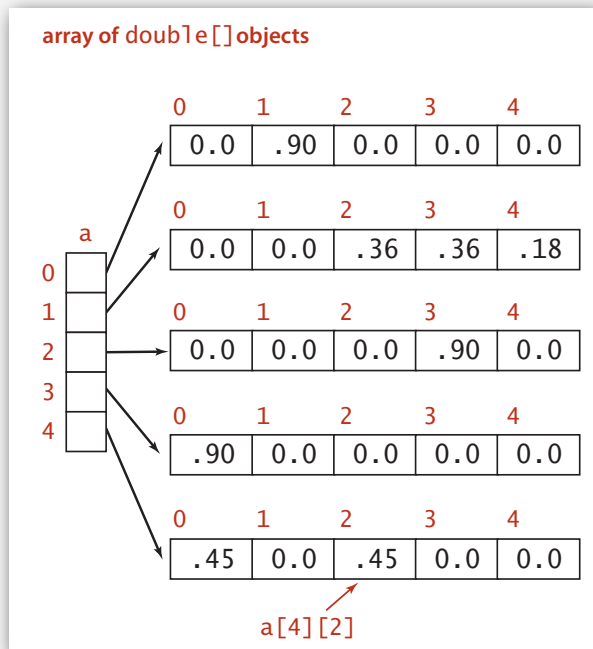 array of double[] objects
0 1 2 3 4
0.0 .90 0.0 0.0 0.0
0 1 2 3 4
0.0 0.0 .36 .36 .18
a
0
1
2
3
4
0 1 2 3 4
0.0 0.0 0.0 .90 0.0
0 1 2 3 4
.90 0.0 0.0 0.0 0.0
0 1 2 3 4
.45 0.0 .45 0.0 0.0
a[4][2]